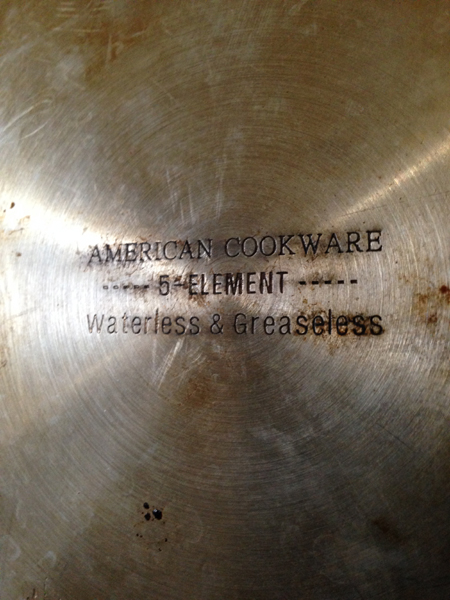 AMERICAN COOKWARE
----- 5-ELEMENT -----
Waterless & Greaseless